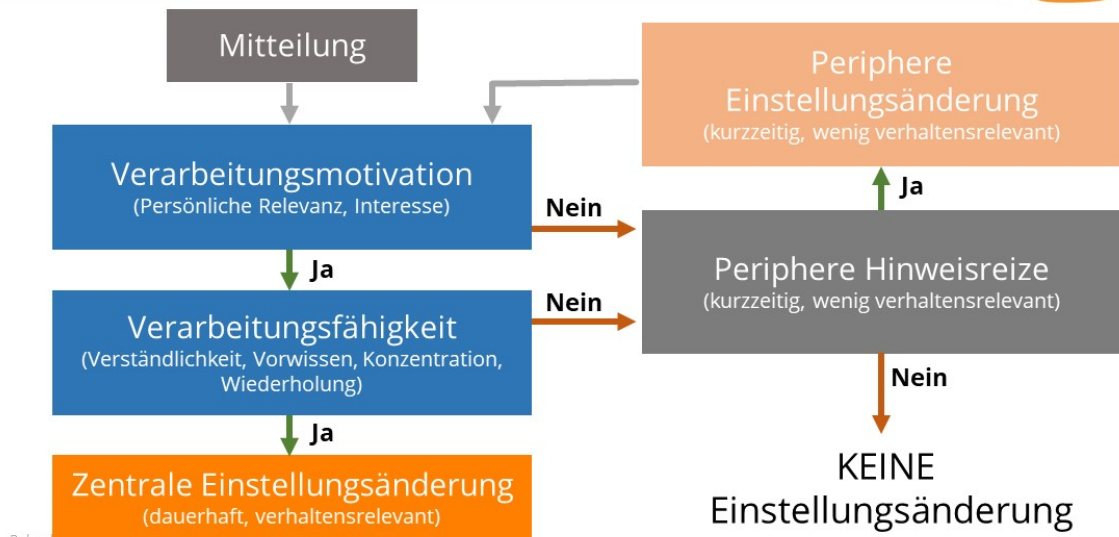 Mitteilung
Verarbeitungsmotivation
(Persönliche Relevanz, Interesse)
Nein
Ja
Verarbeitungsfähigkeit
(Verständlichkeit, Vorwissen, Konzentration,
Wiederholung)
Nein
Ja
Zentrale Einstellungsänderung
(dauerhaft, verhaltensrelevant)
Periphere
Einstellungsänderung
(kurzzeitig, wenig verhaltensrelevant)
Ja
Periphere Hinweisreize
(kurzzeitig, wenig verhaltensrelevant)
Nein
KEINE
Einstellungsänderung